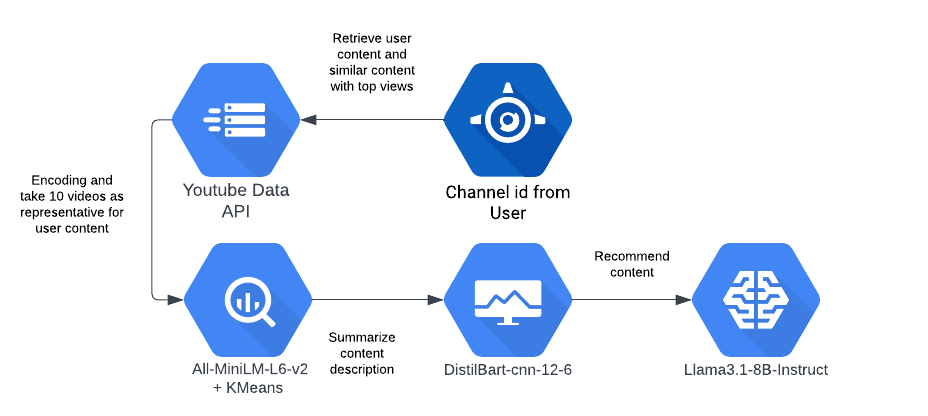 Retrieve user
content and
similar content
with top views
Youtube Data
API
Channel id from
User
Encoding and
take 10 videos as
representative for
user content
Recommend
content
Summarize
content
description
All-MiniLM-L6-v2
+ KMeans
DistilBart-cnn-12-6
Llama3.1-8B-Instruct